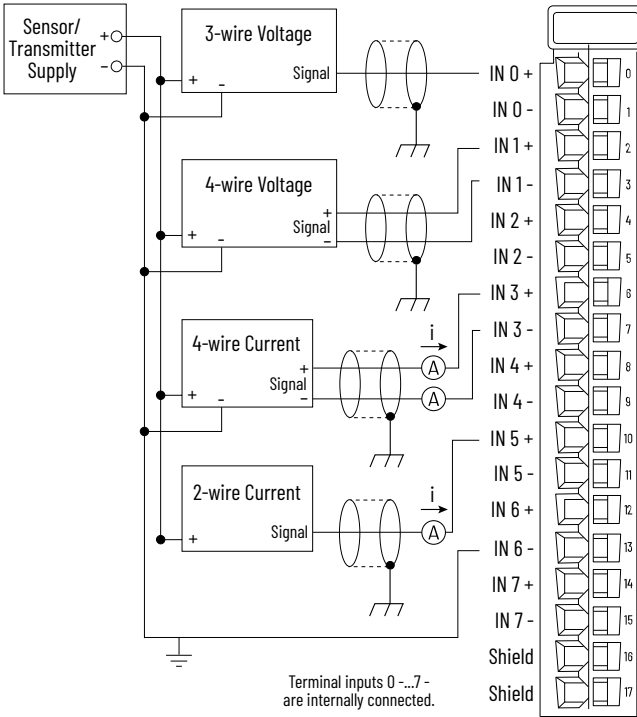 Sensor/
Transmitter
Supply
+
-
3-wire Voltage
Signal
+
-
4-wire Voltage
+
Signal
-
+
-
4-wire Current
+
Signal
-
+
-
i
A
A
2-wire Current
Signal
+
i
A
IN 0 +
0
IN 0 -
1
IN 1 +
2
IN 1 -
3
IN 2 +
4
IN 2 -
5
IN 3 +
6
IN 3 -
7
IN 4 +
8
IN 4 -
9
IN 5 +
10
IN 5 -
11
IN 6 +
12
IN 6 -
13
IN 7 +
14
IN 7 -
15
Shield
16
Shield
17
Terminal inputs 0 -...7 -
are internally connected.